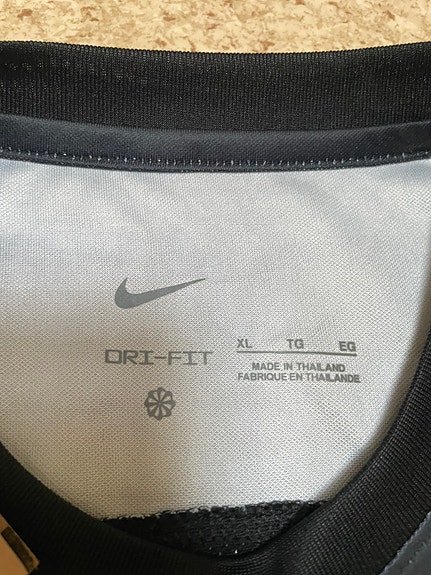 DRI-FIT
XL TG EG
MADE IN THAILAND
FABRIQUE EN THAILANDE